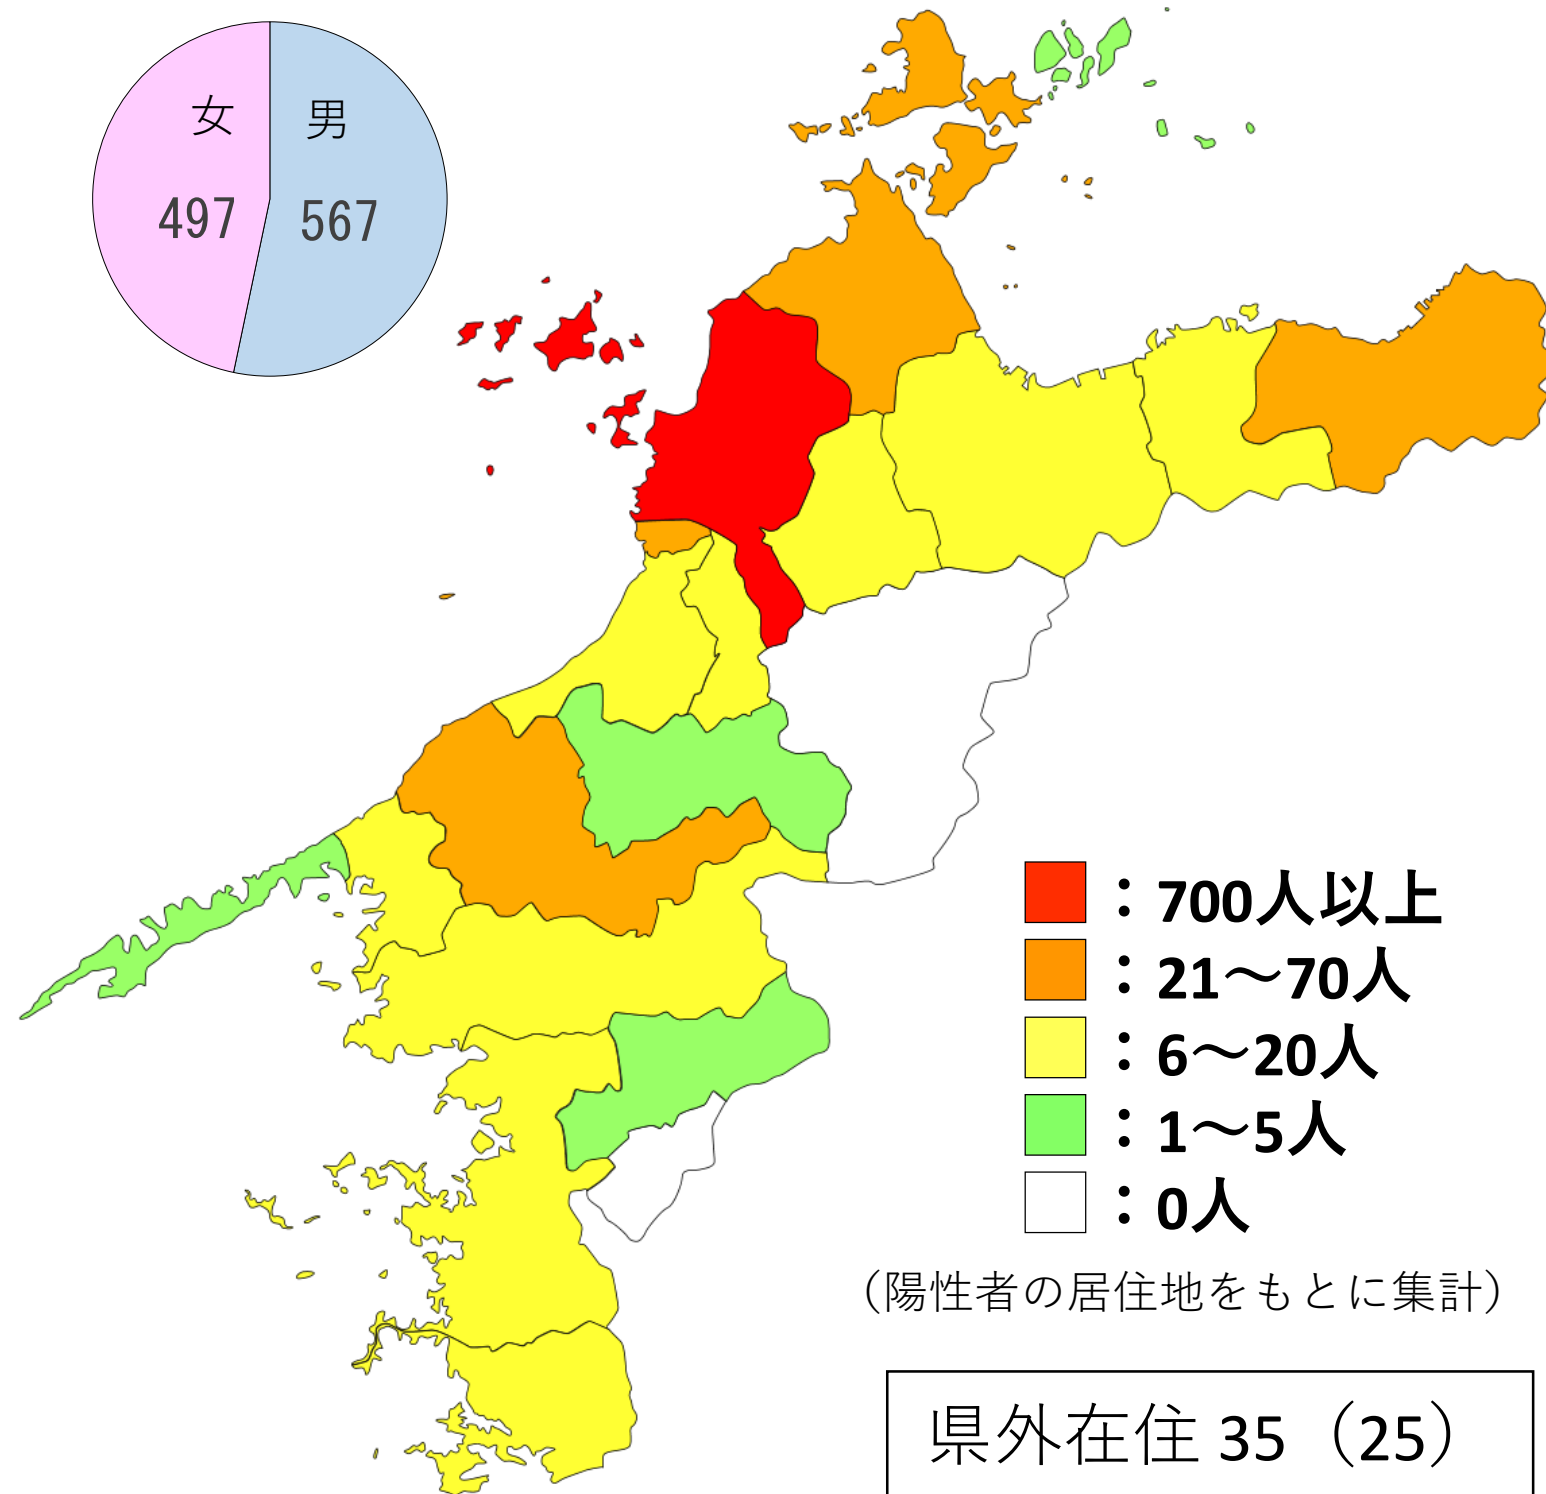 女 男
497 567
：700人以上
：21～70人
：6～20人
：1～5人
：0人
（陽性者の居住地をもとに集計）
県外在住 35（25）